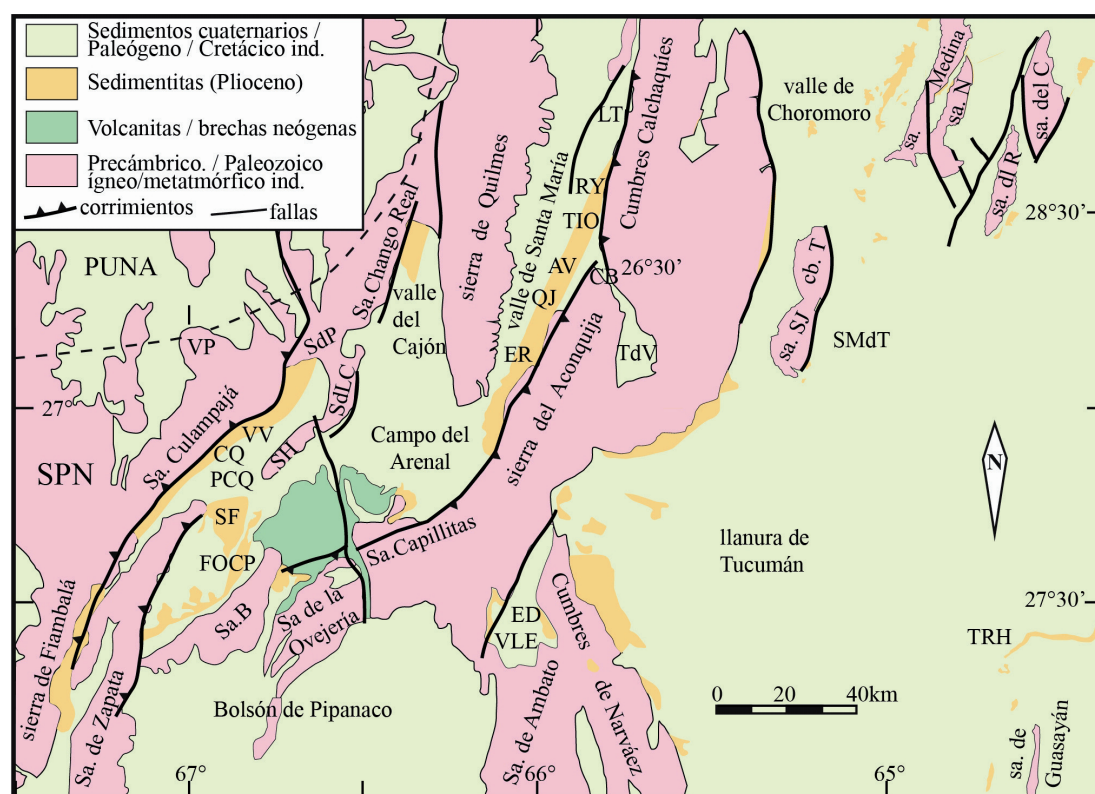 Sedimentos cuaternarios /
Paleógeno / Cretácico ind.
Sedimentitas (Plioceno)
Volcanitas / brechas neógenas
Precámbrico. / Paleozoico
ígneo/metatmórfico ind.
corrimientos
fallas
PUNA
VP
SPN
27°
Sa. Culampajá
SdP
Sa.Chango Real
valle
del
Cajón
sierra de Quilmes
valle de Santa María
LT
RY
TIO
AV
QJ
ER
Cumbres Calchaquíes
CB
26°30’
TdV
sierra del Aconquija
valle de
Choromoro
sa. Medina
sa. N
sa. del C
sa. dl R
28°30’
cb. T
sa. SJ
SMdT
SdLC
VV
CQ
PCQ
SH
Campo del
Arenal
SF
FOCP
Sa.Capillitas
Sa.B
Sa de la
Ovejería
sierra de Fiambalá
Sa. de Zapata
Bolsón de Pipanaco
ED
VLE
Cumbres
de Narváez
Sa. de Ambato
llanura de
Tucumán
N
27°30’
TRH
0 20 40km
sa. de
Guasayán
67°
66°
65°